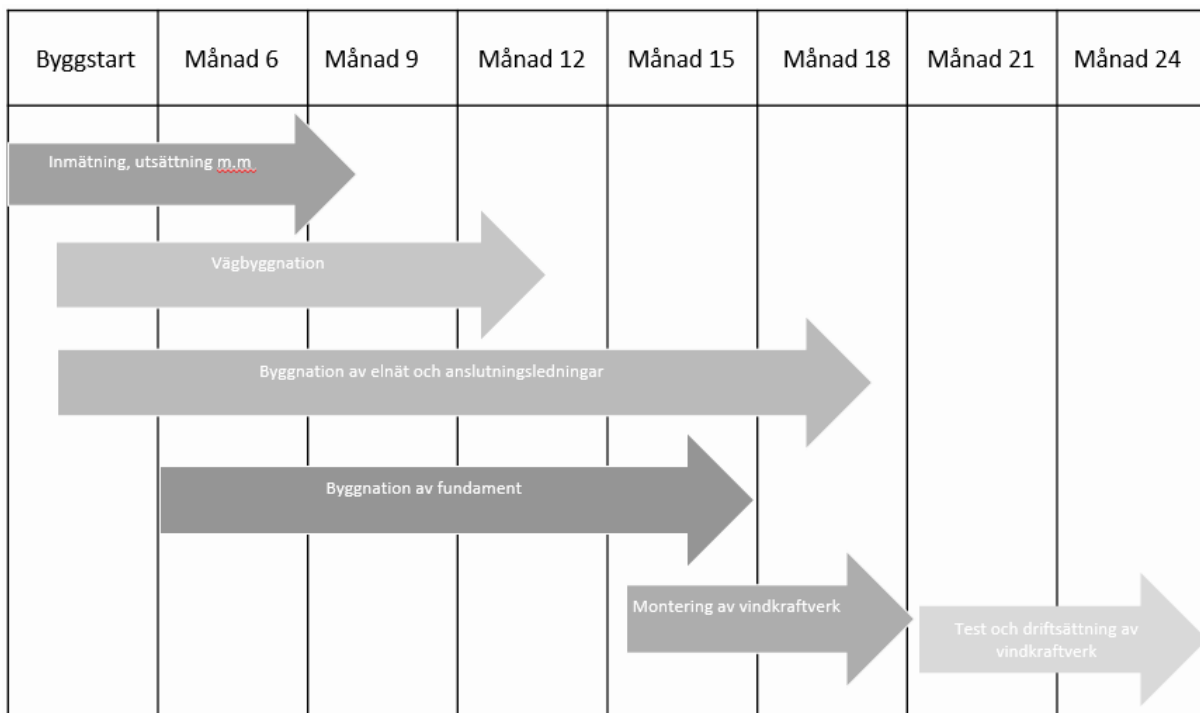 Byggstart Månad 6 Månad 9 Månad 12 Månad 15 Månad 18 Månad 21 Månad 24
Inmätning, utsättning m.m
Vägbyggnation
Byggnation av elnät och anslutningsledningar
Byggnation av fundament
Montering av vindkraftverk
Test och driftsättning av
vindkraftverk